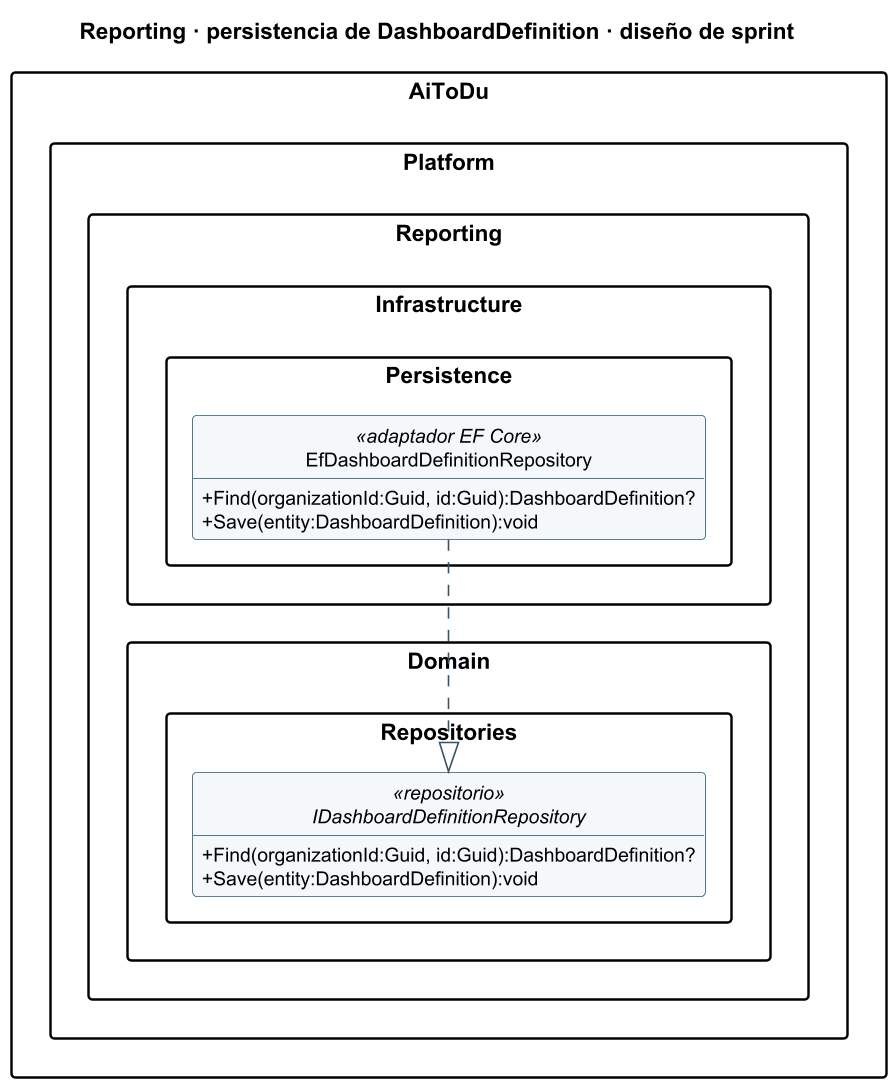 Reporting · persistencia de DashboardDefinition · diseño de sprint
AiToDu
Platform
Reporting
Infrastructure
Persistence
«adaptador EF Core»
EfDashboardDefinitionRepository
+Find(organizationId:Guid, id:Guid):DashboardDefinition?
+Save(entity:DashboardDefinition):void
Domain
Repositories
«repositorio»
IDashboardDefinitionRepository
+Find(organizationId:Guid, id:Guid):DashboardDefinition?
+Save(entity:DashboardDefinition):void